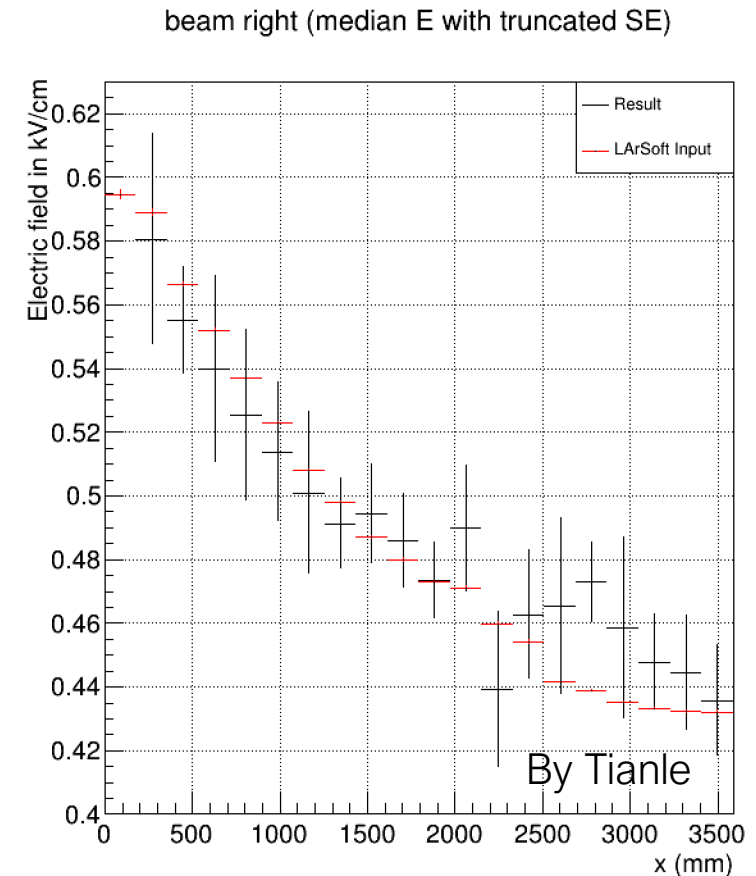 beam right (median E with truncated SE)
Electric field in kV/cm
0.62
0.6
0.58
0.56
0.54
0.52
0.5
0.48
0.46
0.44
0.42
0.4
Result
LArSoft Input
By Tianle
0 500 1000 1500 2000 2500 3000 3500
x (mm)